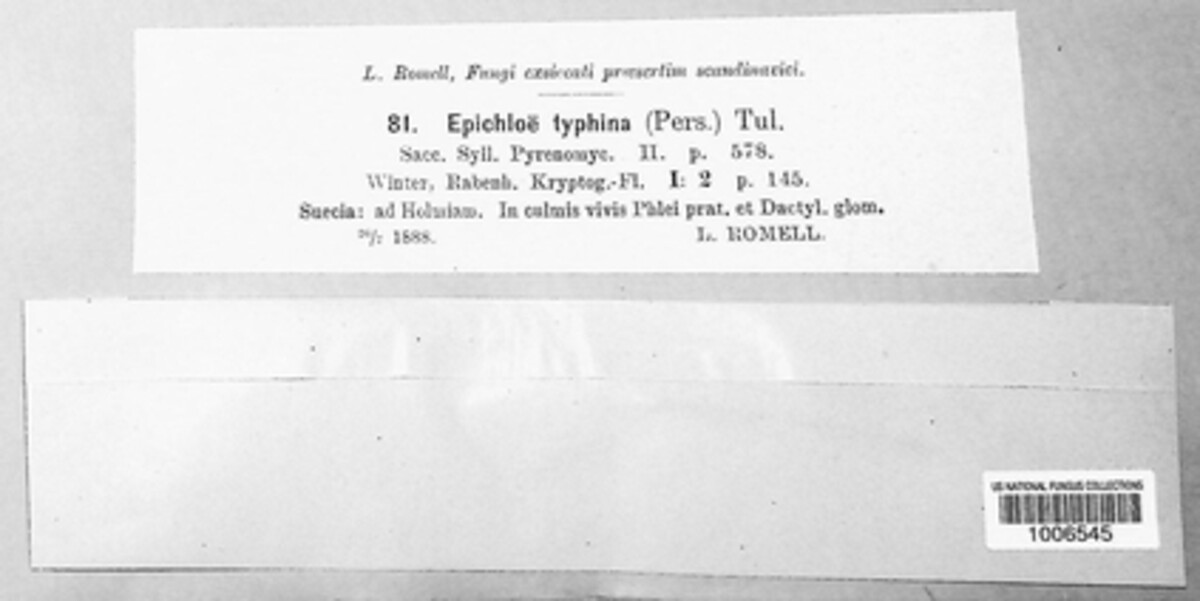 L. Romell, Fungi exsiccati præsertim scandinavici.
81. Epichloë typhina (Pers.) Tul.
Sacc. Syll. Pyrenomyc. II. p. 578.
Winter, Rabenh. Kryptog.-Fl. I: 2 p. 145.
Suecia: ad Holmiam. In culmis vivis Phlei prat. et Dactyl. glom.
1888. L. ROMELL.
US NATIONAL FUNGUS COLLECTIONS
1006545